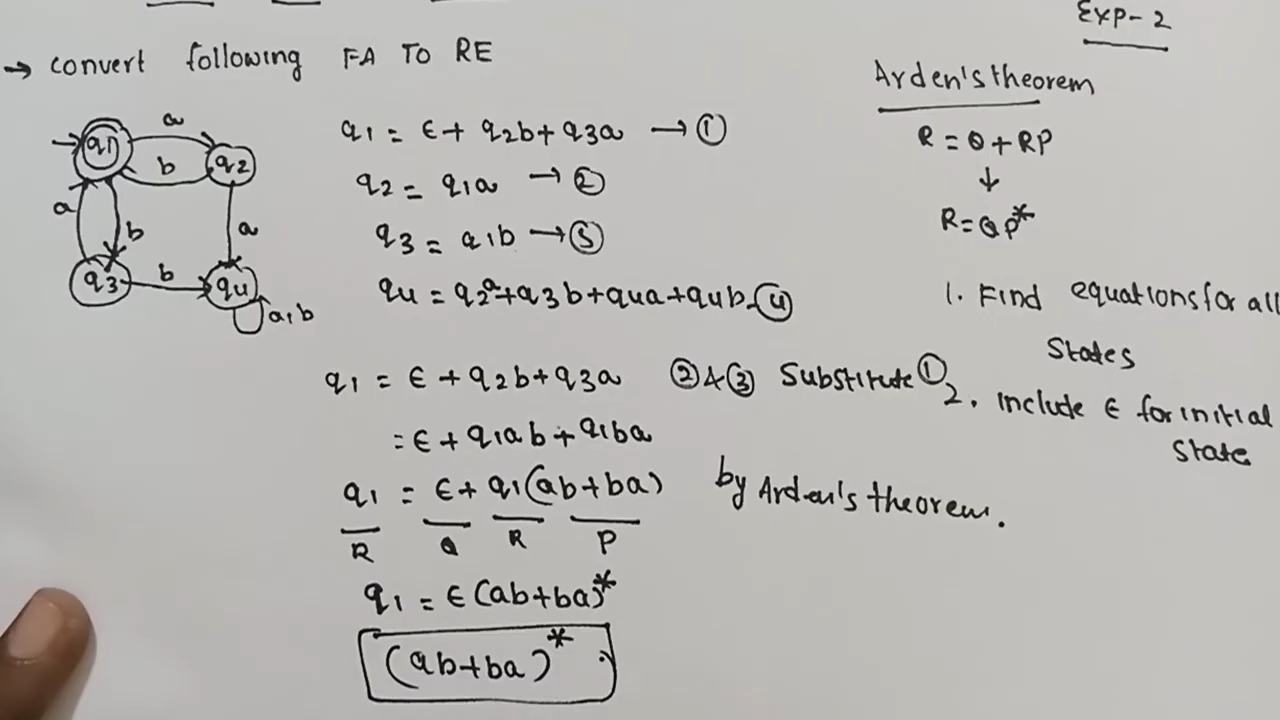 Exp-2
→ convert following FA TO RE
a
q1
b
q2
a
b
a
q3
b
q4
a,b
q1 = ε + q2b + q3a → ①
q2 = q1a → ②
q3 = q1b → ③
q4 = q2a + q3b + q4a + q4b - ④
q1 = ε + q2b + q3a ② & ③ Substitute ①
= ε + q1ab + q1ba
q1 = ε + q1(ab+ba) by Arden's theorem.
R Q R P
q1 = ε(ab+ba)*
(ab+ba)* .
Arden's theorem
R = Q + RP
↓
R = QP*
1. Find equations for all
States
2. include ε for initial
State